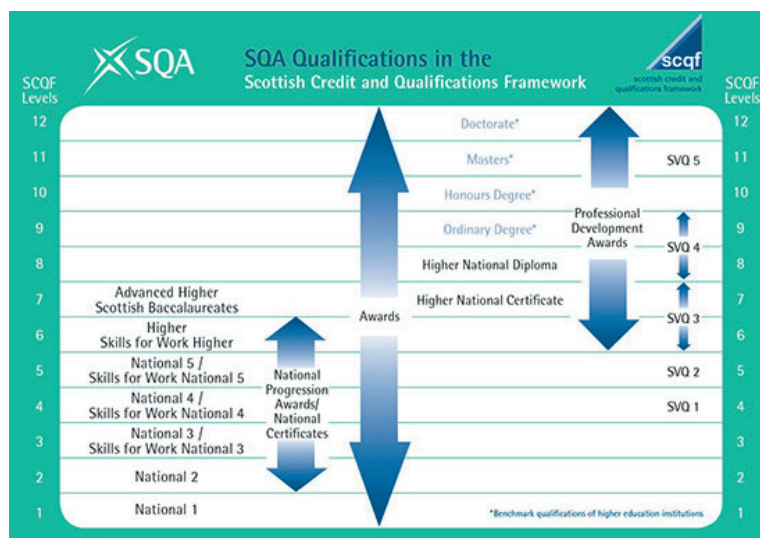 SQA
SQA Qualifications in the
Scottish Credit and Qualifications Framework
scqf
scottish credit and
qualifications framework
SCQF
Levels
SCQF
Levels
12
Doctorate*
12
11
Masters*
SVQ 5
11
10
Honours Degree*
10
9
Ordinary Degree*
Professional
Development
Awards
SVQ 4
9
8
Higher National Diploma
8
7
Advanced Higher
Scottish Baccalaureates
Awards
Higher National Certificate
SVQ 3
7
6
Higher
Skills for Work Higher
6
5
National 5 /
Skills for Work National 5
National
Progression
Awards/
National
Certificates
SVQ 2
5
4
National 4 /
Skills for Work National 4
SVQ 1
4
3
National 3 /
Skills for Work National 3
3
2
National 2
2
1
National 1
*Benchmark qualifications of higher education institutions
1